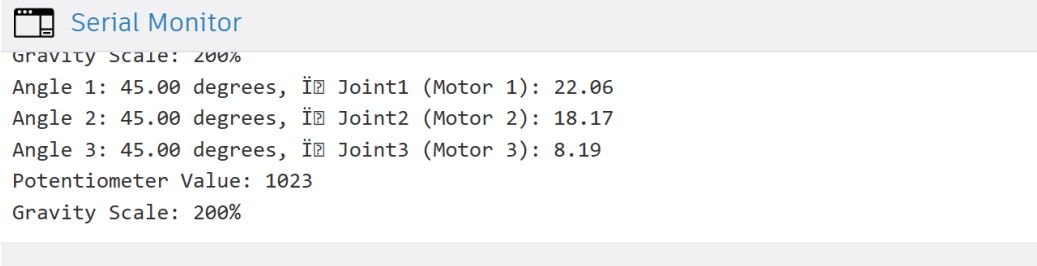 Serial Monitor
Gravity Scale: 200%
Angle 1: 45.00 degrees, Ï Joint1 (Motor 1): 22.06
Angle 2: 45.00 degrees, Ï Joint2 (Motor 2): 18.17
Angle 3: 45.00 degrees, Ï Joint3 (Motor 3): 8.19
Potentiometer Value: 1023
Gravity Scale: 200%